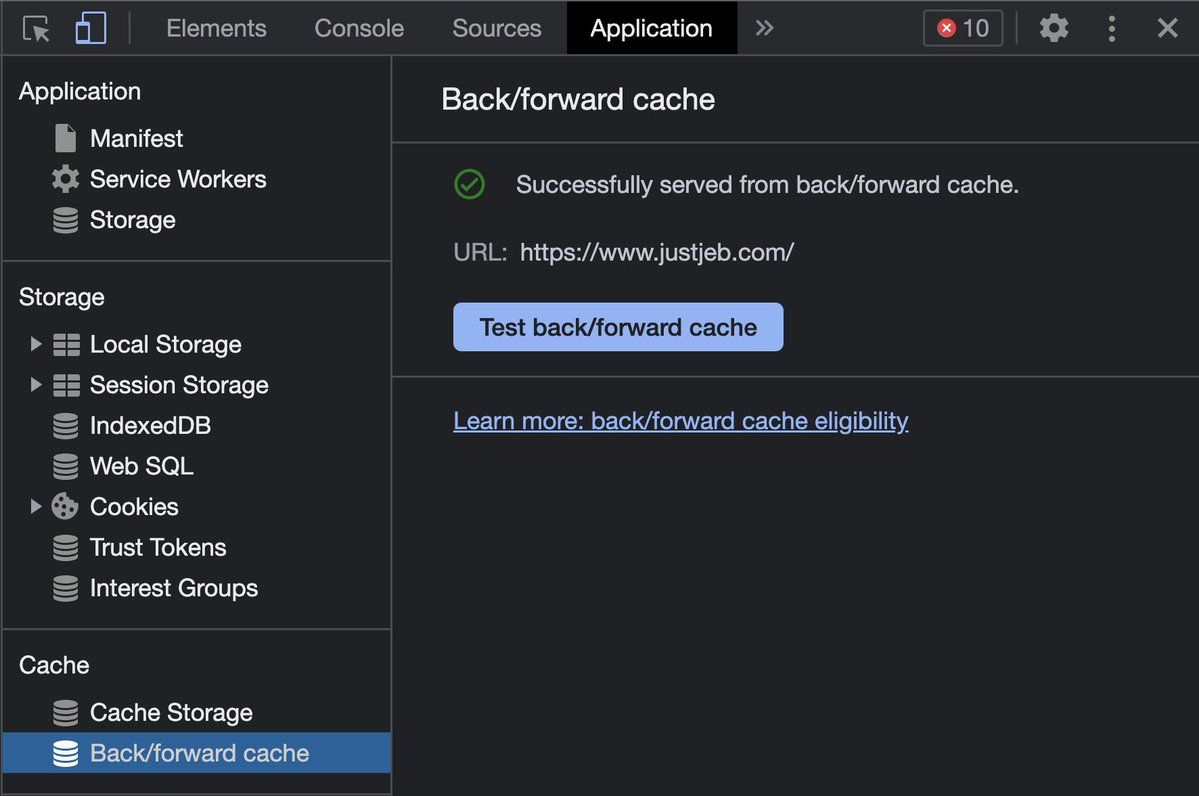 Elements Console Sources Application 10
Application
Manifest
Service Workers
Storage
Storage
Local Storage
Session Storage
IndexedDB
Web SQL
Cookies
Trust Tokens
Interest Groups
Cache
Cache Storage
Back/forward cache
Back/forward cache
Successfully served from back/forward cache.
URL: https://www.justjeb.com/
Test back/forward cache
Learn more: back/forward cache eligibility